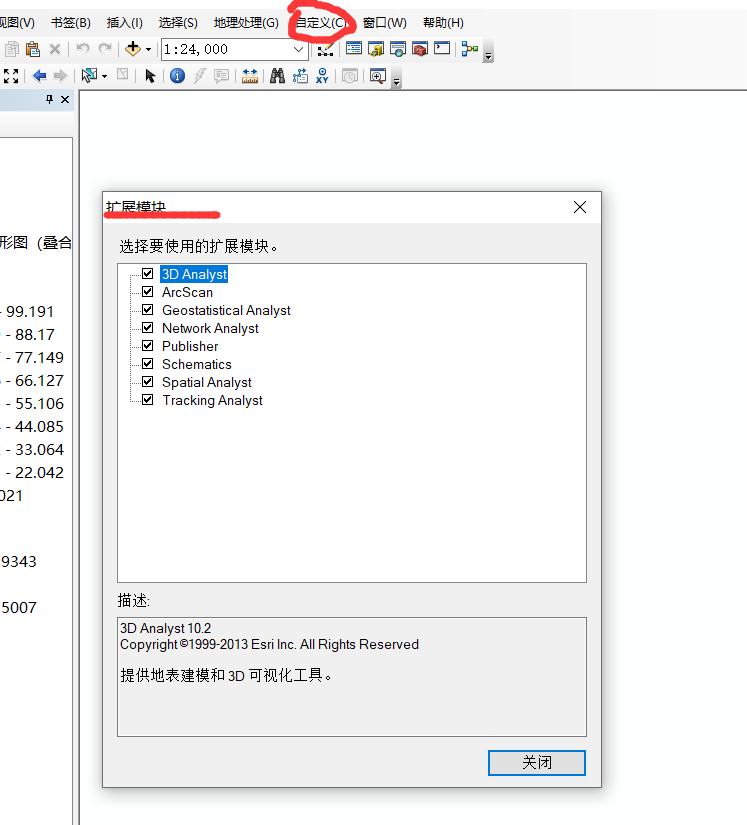 视图(V) 书签(B) 插入(I) 选择(S) 地理处理(G) 自定义(C) 窗口(W) 帮助(H)
1:24,000
XY
扩展模块
选择要使用的扩展模块。
形图（叠合
3D Analyst
ArcScan
- 99.191
Geostatistical Analyst
- 88.17
Network Analyst
- 77.149
Publisher
- 66.127
Schematics
- 55.106
Spatial Analyst
- 44.085
Tracking Analyst
- 33.064
- 22.042
021
9343
描述:
5007
3D Analyst 10.2
Copyright ©1999-2013 Esri Inc. All Rights Reserved
提供地表建模和 3D 可视化工具。
关闭